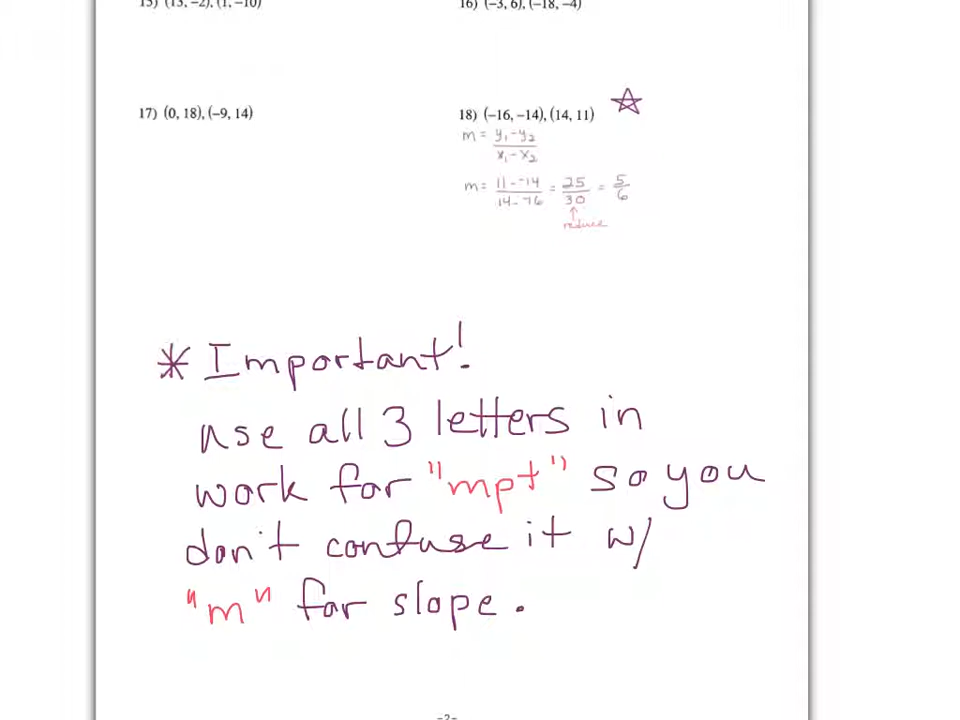 15) (13, −2), (1, −10)
16) (−3, 6), (−18, −4)
17) (0, 18), (−9, 14)
18) (−16, −14), (14, 11)
m = y₁-y₂
x₁-x₂
m = 11 - -14 = 25 = 5
14 - -16 30 6
reduce
* Important!
use all 3 letters in
work for "mpt" so you
don't confuse it w/
"m" for slope.
-2-